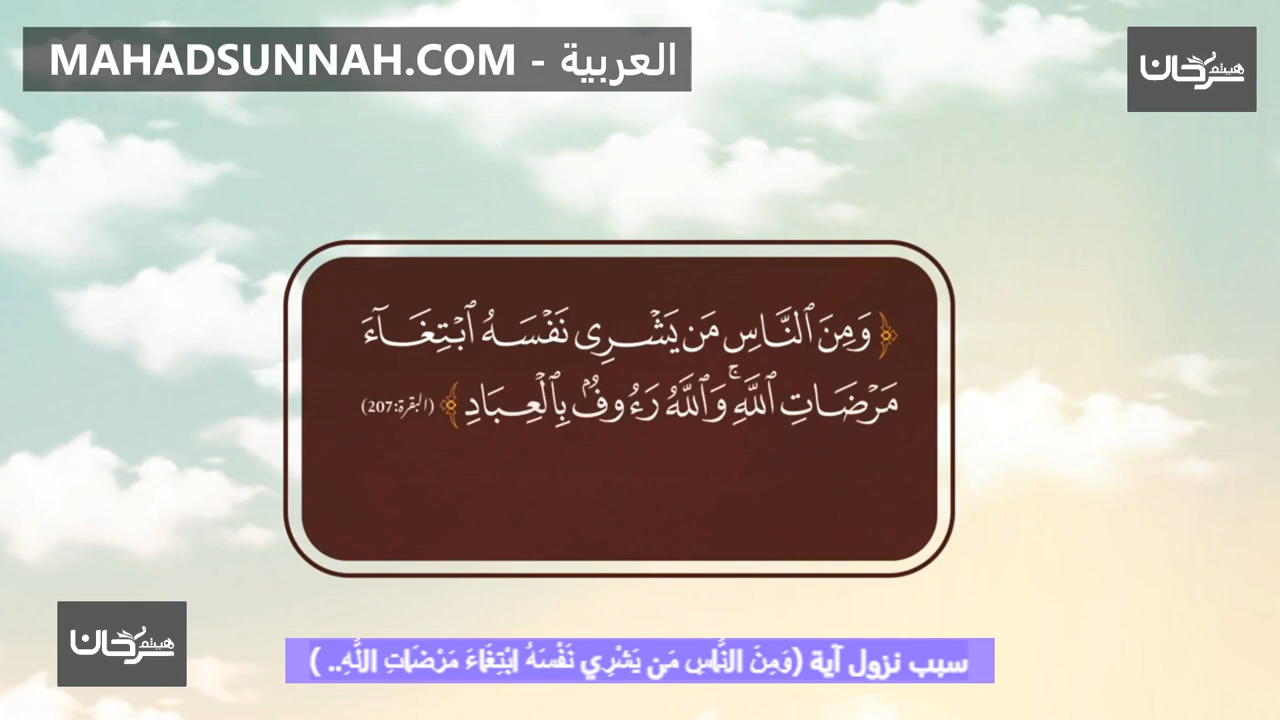 MAHADSUNNAH.COM - العربية
هيثم سرحان
﴿وَمِنَ ٱلنَّاسِ مَن يَشْرِى نَفْسَهُ ٱبْتِغَآءَ
مَرْضَاتِ ٱللَّهِ ۚ وَٱللَّهُ رَءُوفٌۢ بِٱلْعِبَادِ﴾ (البقرة:207)
هيثم سرحان
سبب نزول آية (وَمِنَ النَّاسِ مَن يَشْرِي نَفْسَهُ ابْتِغَاءَ مَرْضَاتِ اللَّهِ.. )